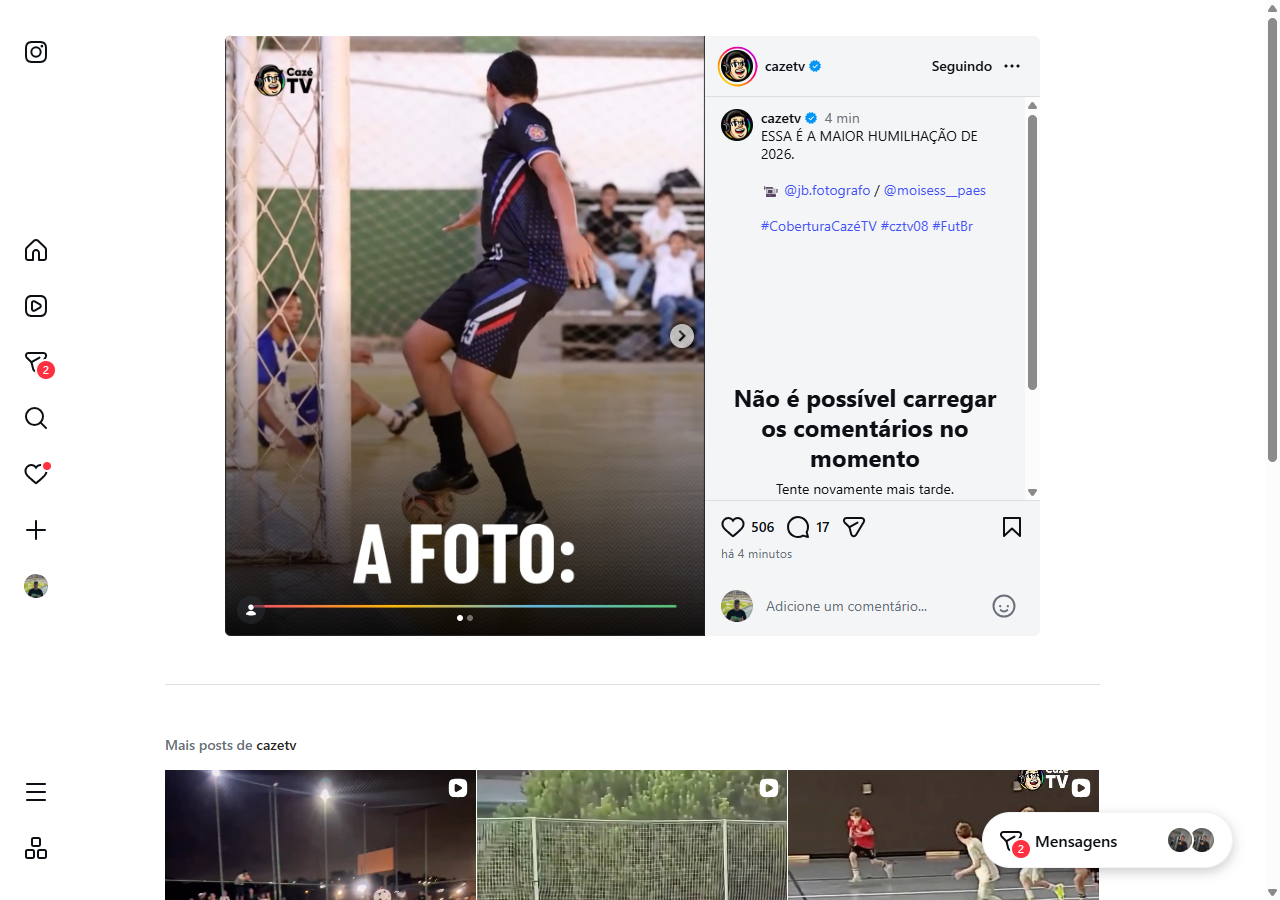 Cazé
TV
A FOTO:
cazetv
Seguindo
cazetv 4 min
ESSA É A MAIOR HUMILHAÇÃO DE
2026.
@jb.fotografo / @moisess__paes
#CoberturaCazéTV #cztv08 #FutBr
Não é possível carregar
os comentários no
momento
Tente novamente mais tarde.
506 17
há 4 minutos
Adicione um comentário...
2
Mais posts de cazetv
Cazé
TV
2
Mensagens